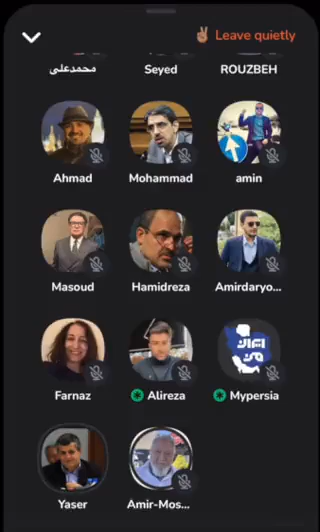 ✌🏽 Leave quietly
محمدعلی Seyed ROUZBEH
Ahmad Mohammad amin
Masoud Hamidreza Amirdaryo...
Farnaz Alireza Mypersia
Yaser Amir-Mos...